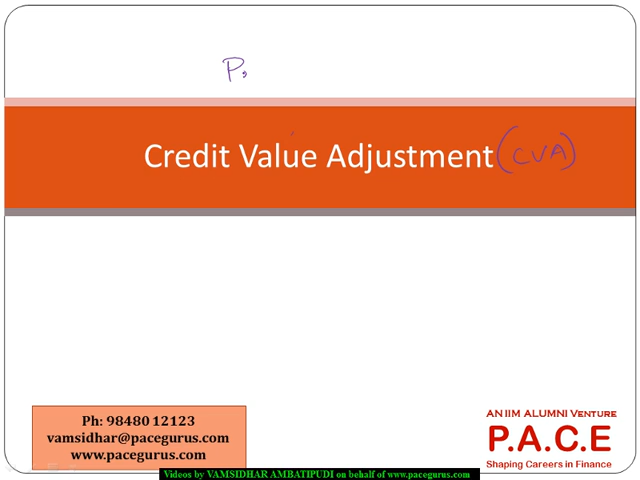 P,
Credit Value Adjustment (CVA)
Ph: 98480 12123
vamsidhar@pacegurus.com
www.pacegurus.com
AN IIM ALUMNI VENTURE
P.A.C.E
Shaping Careers in Finance
Videos by VAMSIDHAR AMBATIPUDI on behalf of www.pacegurus.com